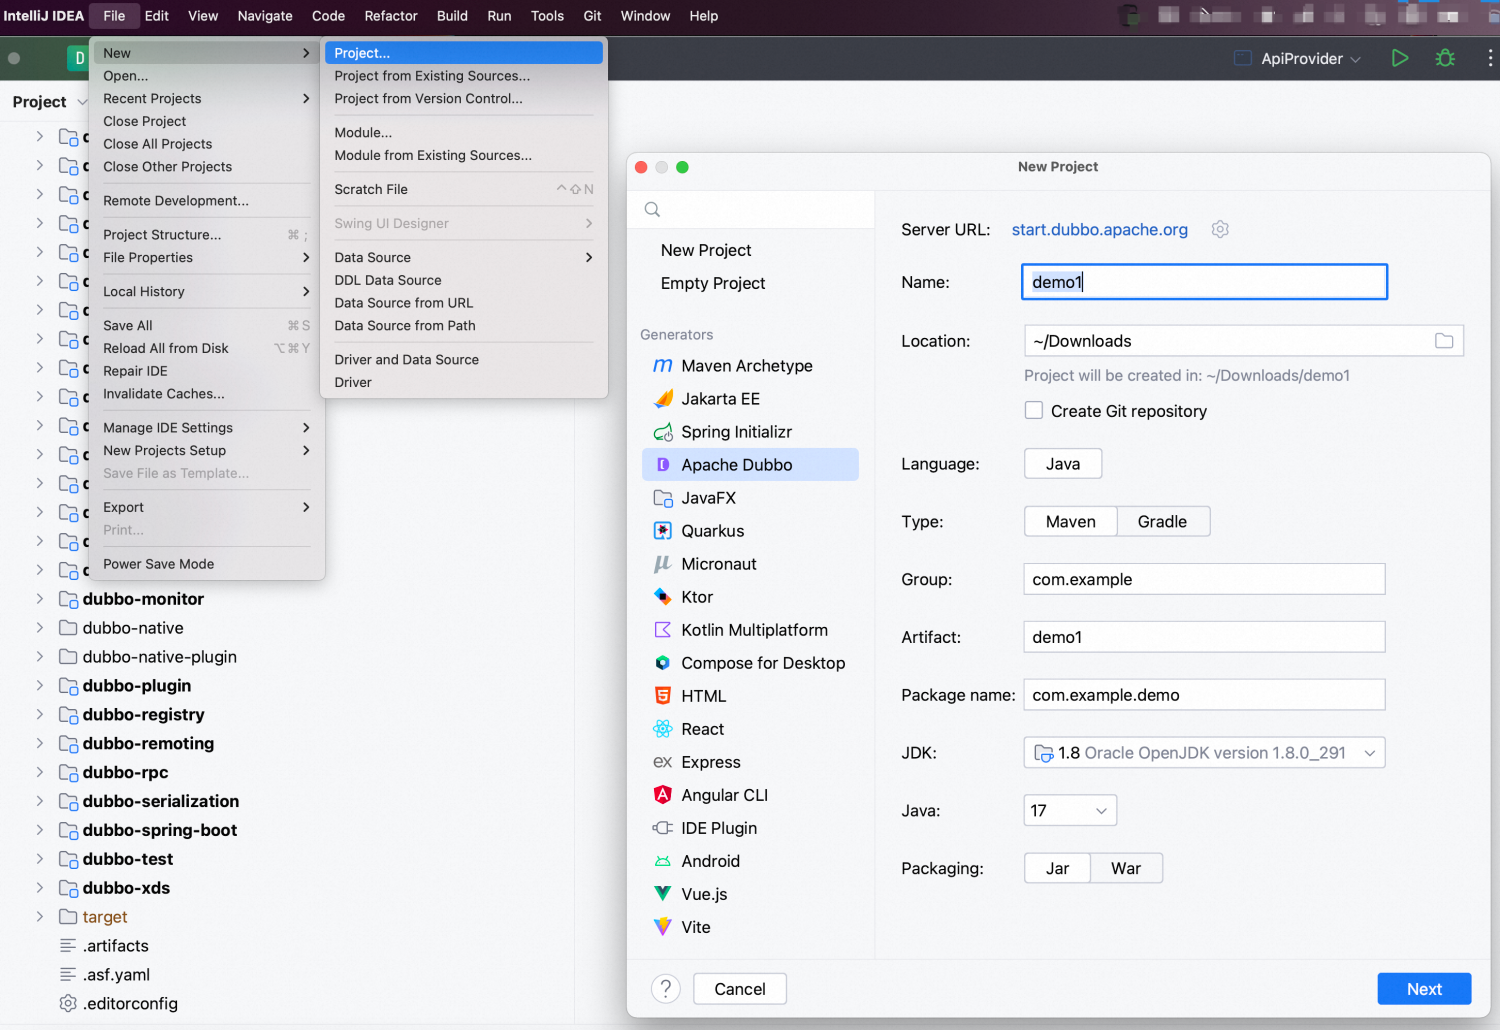 IntelliJ IDEA File Edit View Navigate Code Refactor Build Run Tools Git Window Help
D
ApiProvider
Project
New
Open...
Recent Projects
Close Project
Close All Projects
Close Other Projects
Remote Development...
Project Structure... ⌘ ;
File Properties
Local History
Save All ⌘ S
Reload All from Disk ⌥ ⌘ Y
Repair IDE
Invalidate Caches...
Manage IDE Settings
New Projects Setup
Save File as Template...
Export
Print...
Power Save Mode
Project...
Project from Existing Sources...
Project from Version Control...
Module...
Module from Existing Sources...
Scratch File ^ ⇧ N
Swing UI Designer
Data Source
DDL Data Source
Data Source from URL
Data Source from Path
Driver and Data Source
Driver
dubbo-monitor
dubbo-native
dubbo-native-plugin
dubbo-plugin
dubbo-registry
dubbo-remoting
dubbo-rpc
dubbo-serialization
dubbo-spring-boot
dubbo-test
dubbo-xds
target
.artifacts
.asf.yaml
.editorconfig
New Project
New Project
Empty Project
Generators
Maven Archetype
Jakarta EE
Spring Initializr
Apache Dubbo
JavaFX
Quarkus
Micronaut
Ktor
Kotlin Multiplatform
Compose for Desktop
HTML
React
Express
Angular CLI
IDE Plugin
Android
Vue.js
Vite
Server URL: start.dubbo.apache.org
Name: demo1
Location: ~/Downloads
Project will be created in: ~/Downloads/demo1
Create Git repository
Language: Java
Type: Maven Gradle
Group: com.example
Artifact: demo1
Package name: com.example.demo
JDK: 1.8 Oracle OpenJDK version 1.8.0_291
Java: 17
Packaging: Jar War
? Cancel Next